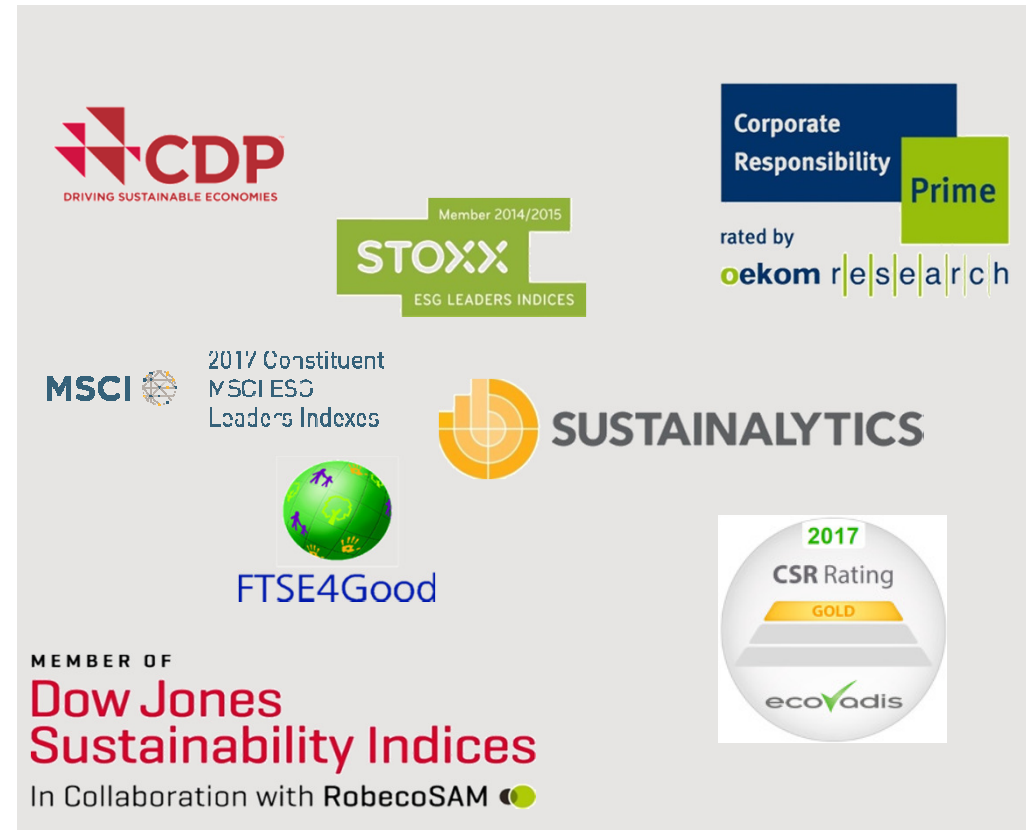 CDP
DRIVING SUSTAINABLE ECONOMIES
Corporate
Responsibility
Prime
rated by
oekom r|e|s|e|a|r|c|h
Member 2014/2015
STOXX
ESG LEADERS INDICES
MSCI
2017 Constituent
MSCI ESG
Leaders Indexes
SUSTAINALYTICS
FTSE4Good
2017
CSR Rating
GOLD
ecovadis
MEMBER OF
Dow Jones
Sustainability Indices
In Collaboration with RobecoSAM